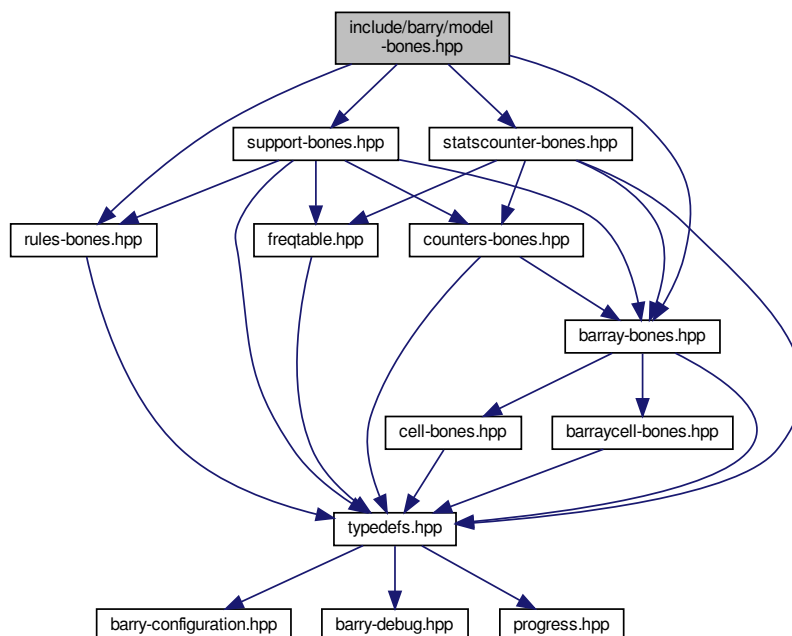 include/barry/model
-bones.hpp
support-bones.hpp
statscounter-bones.hpp
rules-bones.hpp
freqtable.hpp
counters-bones.hpp
barray-bones.hpp
cell-bones.hpp
barraycell-bones.hpp
typedefs.hpp
barry-configuration.hpp
barry-debug.hpp
progress.hpp